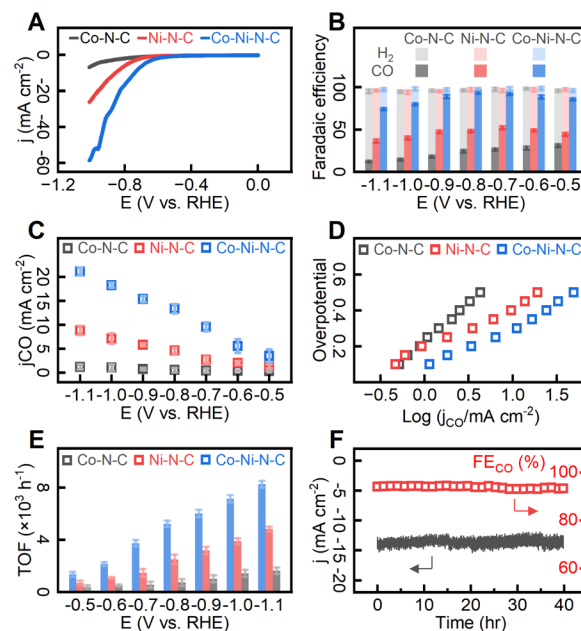 A
Co-N-C Ni-N-C Co-Ni-N-C
j (mA cm⁻²)
0
-20
-40
-60
-1.2 -0.8 -0.4 0.0
E (V vs. RHE)
B
Co-N-C Ni-N-C Co-Ni-N-C
H₂
CO
Faradaic efficiency
100
50
0
-1.1 -1.0 -0.9 -0.8 -0.7 -0.6 -0.5
E (V vs. RHE)
C
Co-N-C Ni-N-C Co-Ni-N-C
jCO (mA cm⁻²)
20
15
10
5
0
-1.1 -1.0 -0.9 -0.8 -0.7 -0.6 -0.5
E (V vs. RHE)
D
Co-N-C Ni-N-C Co-Ni-N-C
Overpotential
0.6
0.4
0.2
-0.5 0.0 0.5 1.0 1.5
Log (jCO/mA cm⁻²)
E
Co-N-C Ni-N-C Co-Ni-N-C
TOF (×10³ h⁻¹)
8
4
0
-0.5 -0.6 -0.7 -0.8 -0.9 -1.0 -1.1
E (V vs. RHE)
F
FECO (%)
j (mA cm⁻²)
0
-5
-10
-15
-20
100
80
60
0 10 20 30 40
Time (hr)